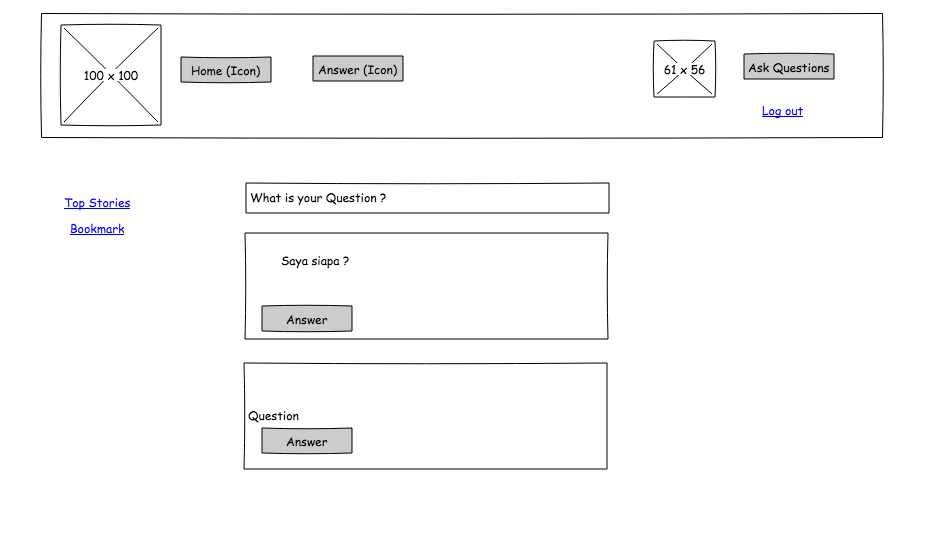 100 x 100
Home (Icon)
Answer (Icon)
61 x 56
Ask Questions
Log out
Top Stories
Bookmark
What is your Question ?
Saya siapa ?
Answer
Question
Answer